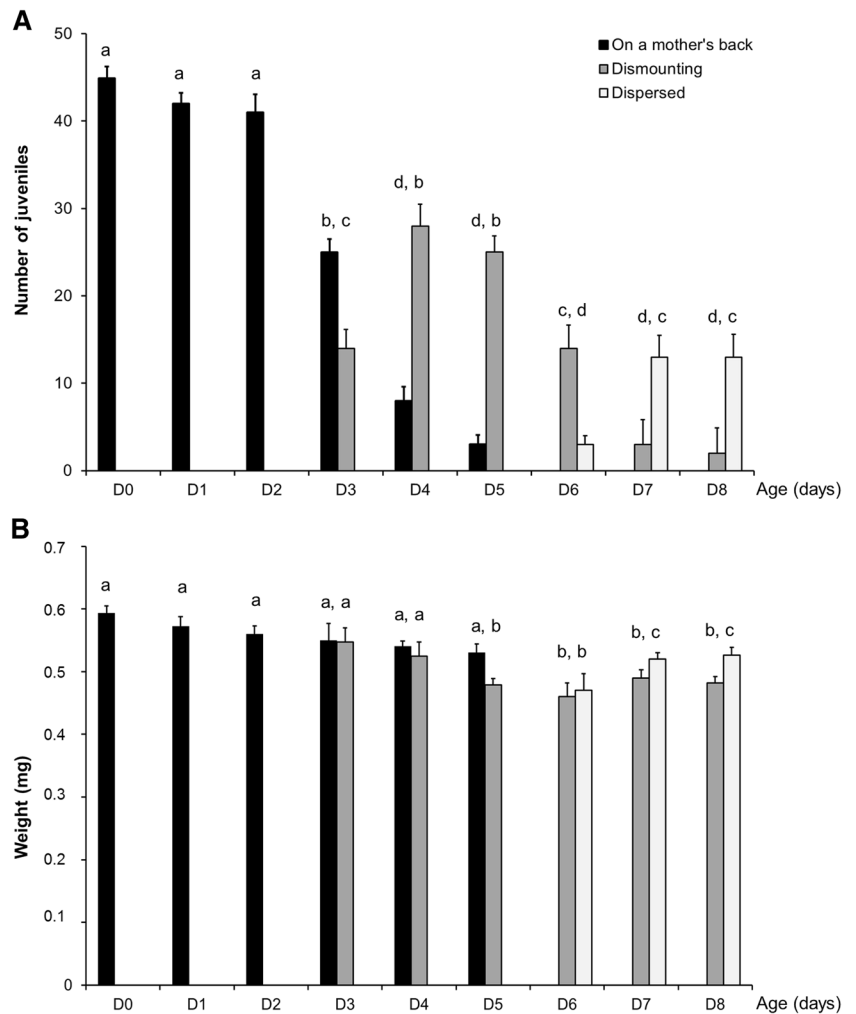 A
50
a
a
a
On a mother's back
Dismounting
Dispersed
40
Number of juveniles
30
d, b
b, c
d, b
20
c, d
d, c
d, c
10
0
D0 D1 D2 D3 D4 D5 D6 D7 D8 Age (days)
B
0.7
0.6
a
a
a
a, a
a, a
a, b
b, b
b, c
b, c
0.5
0.4
Weight (mg)
0.3
0.2
0.1
0
D0 D1 D2 D3 D4 D5 D6 D7 D8 Age (days)